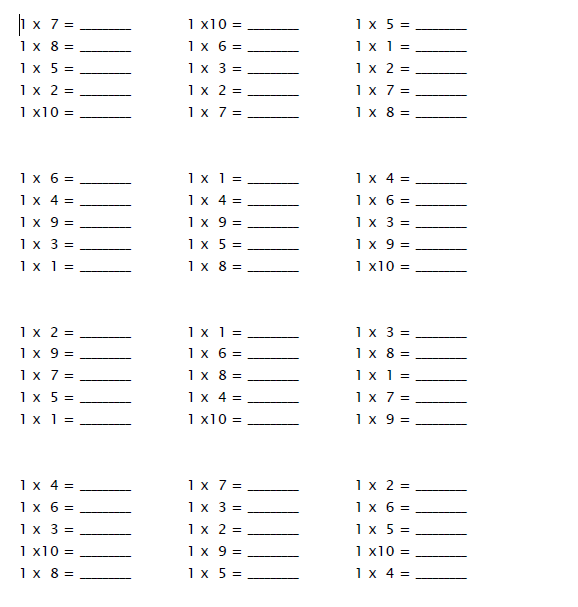 1 x 7 = _______ 1 x10 = _______ 1 x 5 = _______
1 x 8 = _______ 1 x 6 = _______ 1 x 1 = _______
1 x 5 = _______ 1 x 3 = _______ 1 x 2 = _______
1 x 2 = _______ 1 x 2 = _______ 1 x 7 = _______
1 x10 = _______ 1 x 7 = _______ 1 x 8 = _______
1 x 6 = _______ 1 x 1 = _______ 1 x 4 = _______
1 x 4 = _______ 1 x 4 = _______ 1 x 6 = _______
1 x 9 = _______ 1 x 9 = _______ 1 x 3 = _______
1 x 3 = _______ 1 x 5 = _______ 1 x 9 = _______
1 x 1 = _______ 1 x 8 = _______ 1 x10 = _______
1 x 2 = _______ 1 x 1 = _______ 1 x 3 = _______
1 x 9 = _______ 1 x 6 = _______ 1 x 8 = _______
1 x 7 = _______ 1 x 8 = _______ 1 x 1 = _______
1 x 5 = _______ 1 x 4 = _______ 1 x 7 = _______
1 x 1 = _______ 1 x10 = _______ 1 x 9 = _______
1 x 4 = _______ 1 x 7 = _______ 1 x 2 = _______
1 x 6 = _______ 1 x 3 = _______ 1 x 6 = _______
1 x 3 = _______ 1 x 2 = _______ 1 x 5 = _______
1 x10 = _______ 1 x 9 = _______ 1 x10 = _______
1 x 8 = _______ 1 x 5 = _______ 1 x 4 = _______